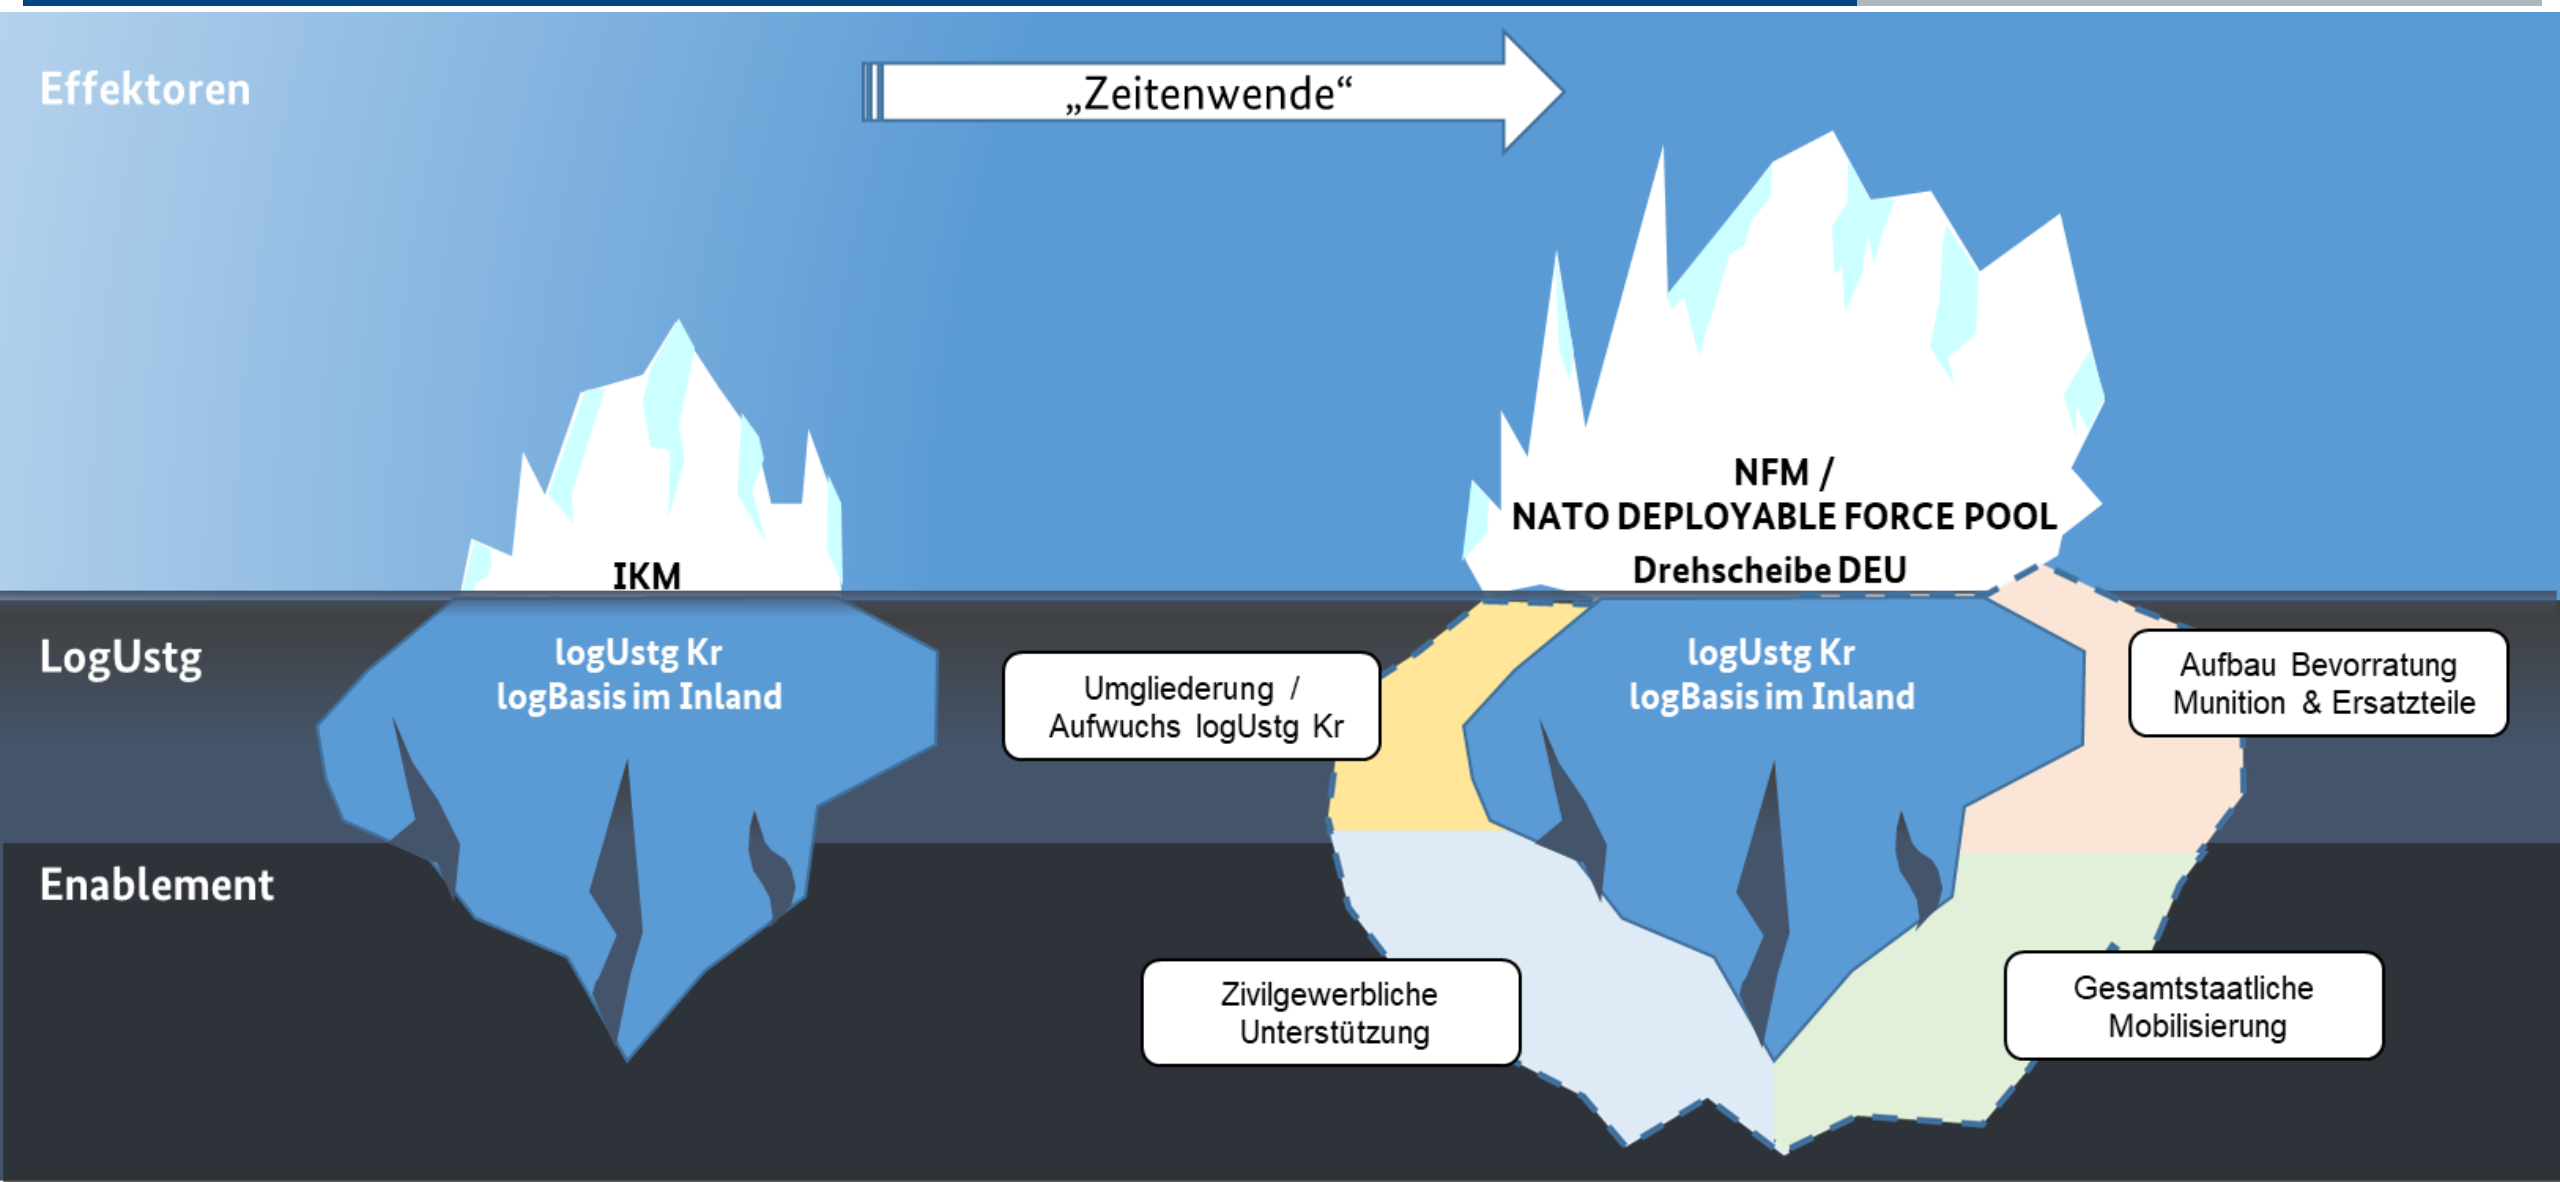 Effektoren
„Zeitenwende“
IKM
NFM /
NATO DEPLOYABLE FORCE POOL
Drehscheibe DEU
LogUstg
logUstg Kr
logBasis im Inland
Umgliederung /
Aufwuchs logUstg Kr
logUstg Kr
logBasis im Inland
Aufbau Bevorratung
Munition & Ersatzteile
Enablement
Zivilgewerbliche
Unterstützung
Gesamtstaatliche
Mobilisierung